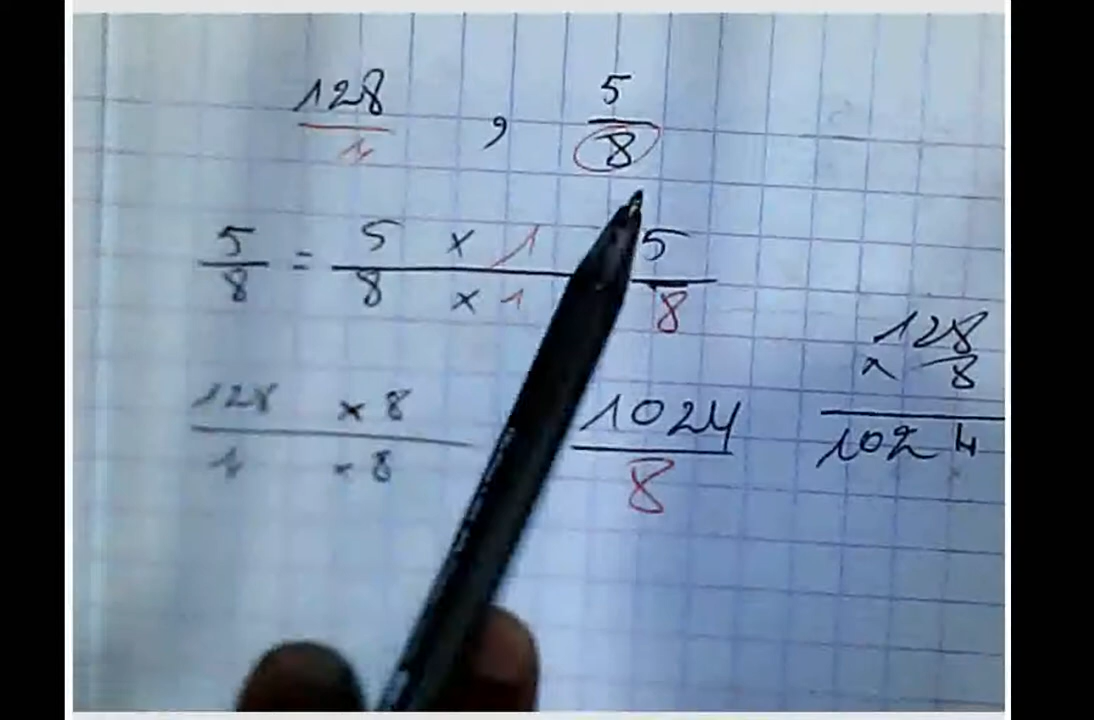 128/1 , 5/8
5/8 = 5 × 1 / 8 × 1 5/8
128 × 8 / 1 × 8 1024/8
128
× 8
1024